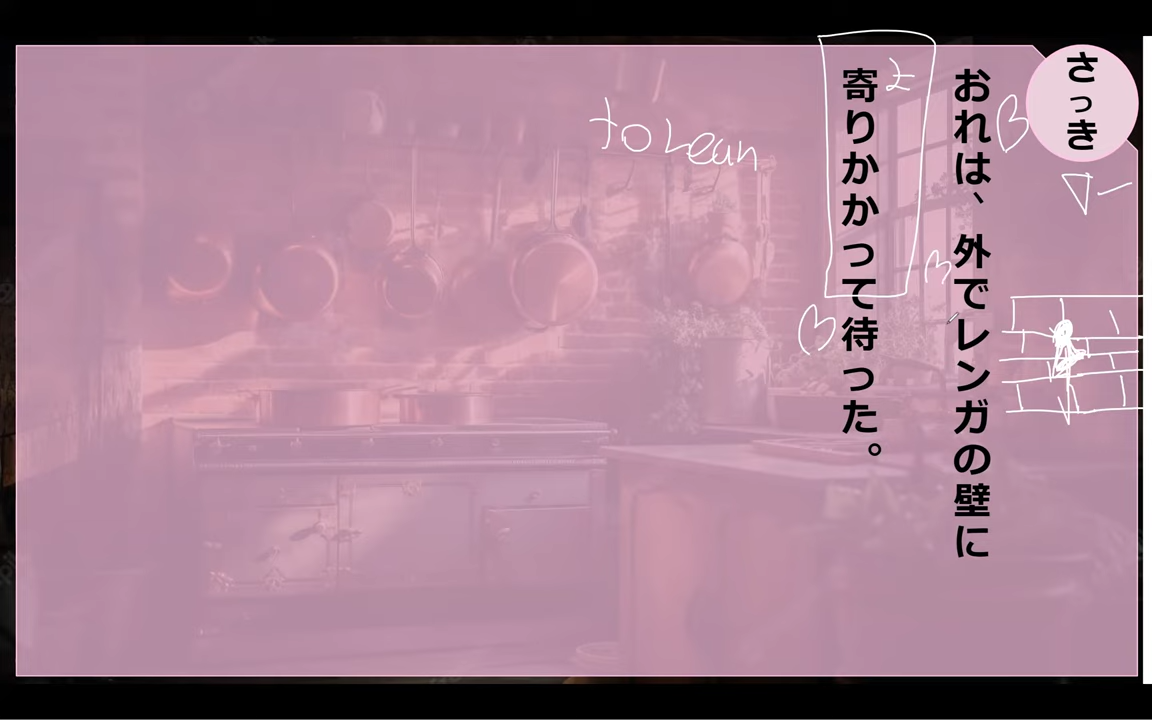 さっき
おれは、外でレンガの壁に
寄りかかって待った。
よ
to Lean